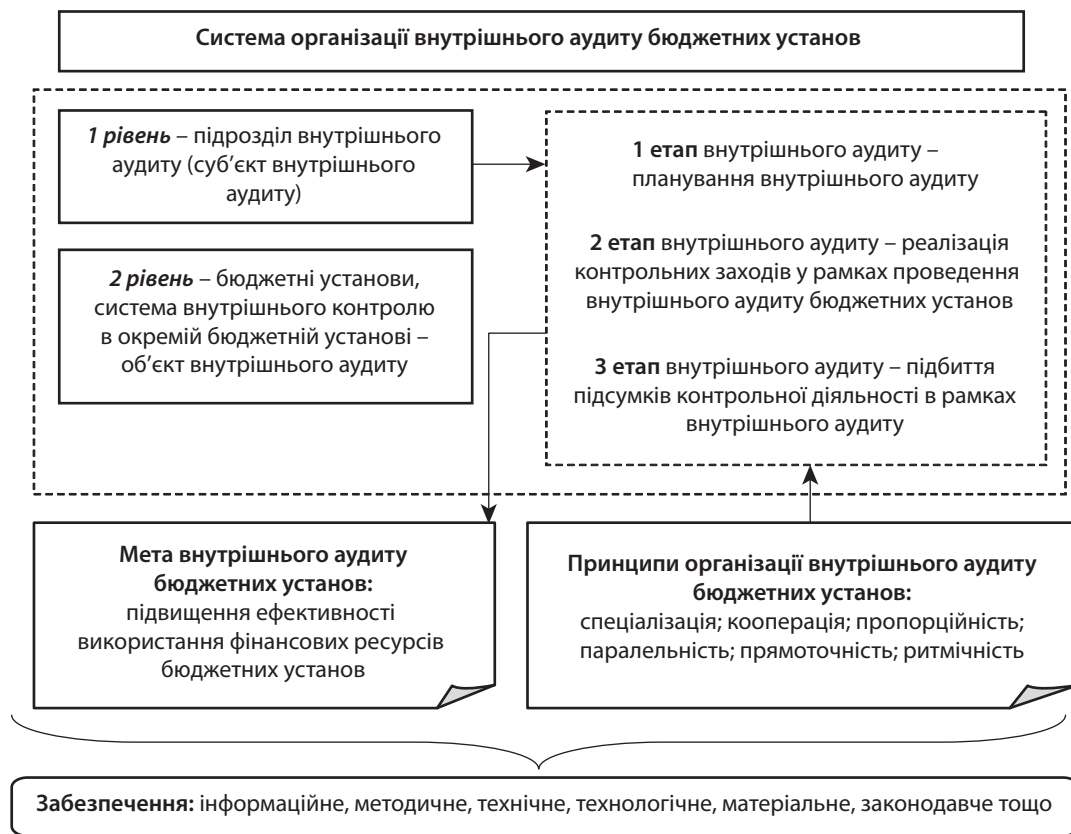 Система організації внутрішнього аудиту бюджетних установ
1 рівень – підрозділ внутрішнього
аудиту (суб’єкт внутрішнього
аудиту)
2 рівень – бюджетні установи,
система внутрішнього контролю
в окремій бюджетній установі –
об’єкт внутрішнього аудиту
1 етап внутрішнього аудиту –
планування внутрішнього аудиту
2 етап внутрішнього аудиту – реалізація
контрольних заходів у рамках проведення
внутрішнього аудиту бюджетних установ
3 етап внутрішнього аудиту – підбиття
підсумків контрольної діяльності в рамках
внутрішнього аудиту
Мета внутрішнього аудиту
бюджетних установ:
підвищення ефективності
використання фінансових ресурсів
бюджетних установ
Принципи організації внутрішнього аудиту
бюджетних установ:
спеціалізація; кооперація; пропорційність;
паралельність; прямоточність; ритмічність
Забезпечення: інформаційне, методичне, технічне, технологічне, матеріальне, законодавче тощо